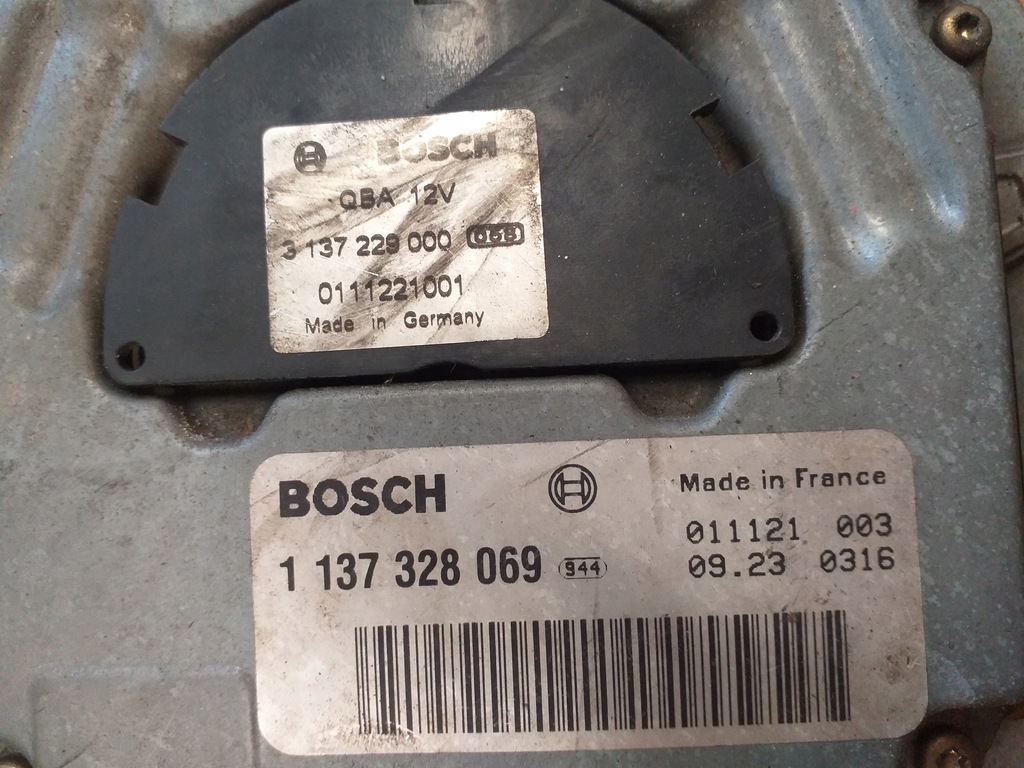 BOSCH
QBA 12V
3 137 229 000 058
0111221001
Made in Germany
BOSCH
Made in France
1 137 328 069 944
011121 003
09.23 0316